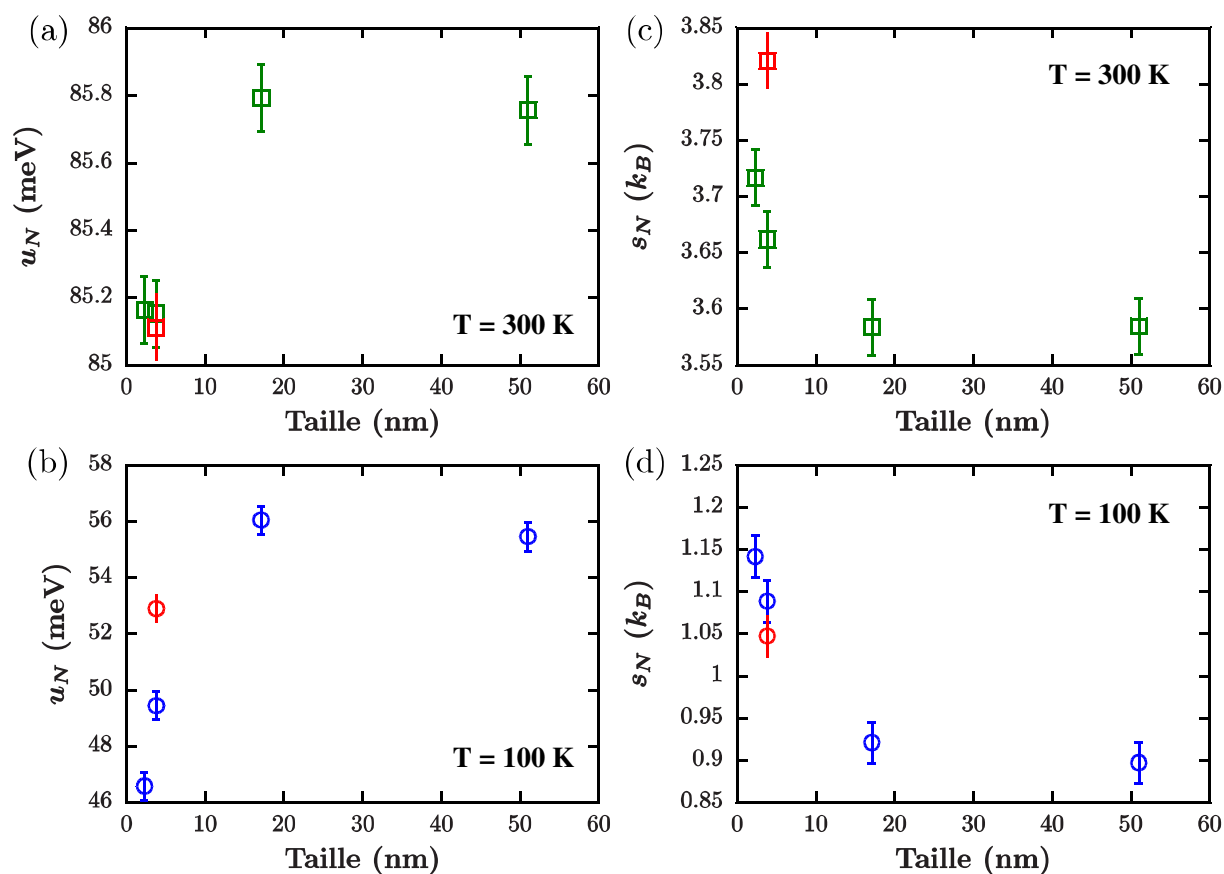 (a)
86
85.8
85.6
85.4
85.2
85
u_N (meV)
T = 300 K
0 10 20 30 40 50 60
Taille (nm)
(c)
3.85
3.8
3.75
3.7
3.65
3.6
3.55
s_N (k_B)
T = 300 K
0 10 20 30 40 50 60
Taille (nm)
(b)
58
56
54
52
50
48
46
u_N (meV)
T = 100 K
0 10 20 30 40 50 60
Taille (nm)
(d)
1.25
1.2
1.15
1.1
1.05
1
0.95
0.9
0.85
s_N (k_B)
T = 100 K
0 10 20 30 40 50 60
Taille (nm)